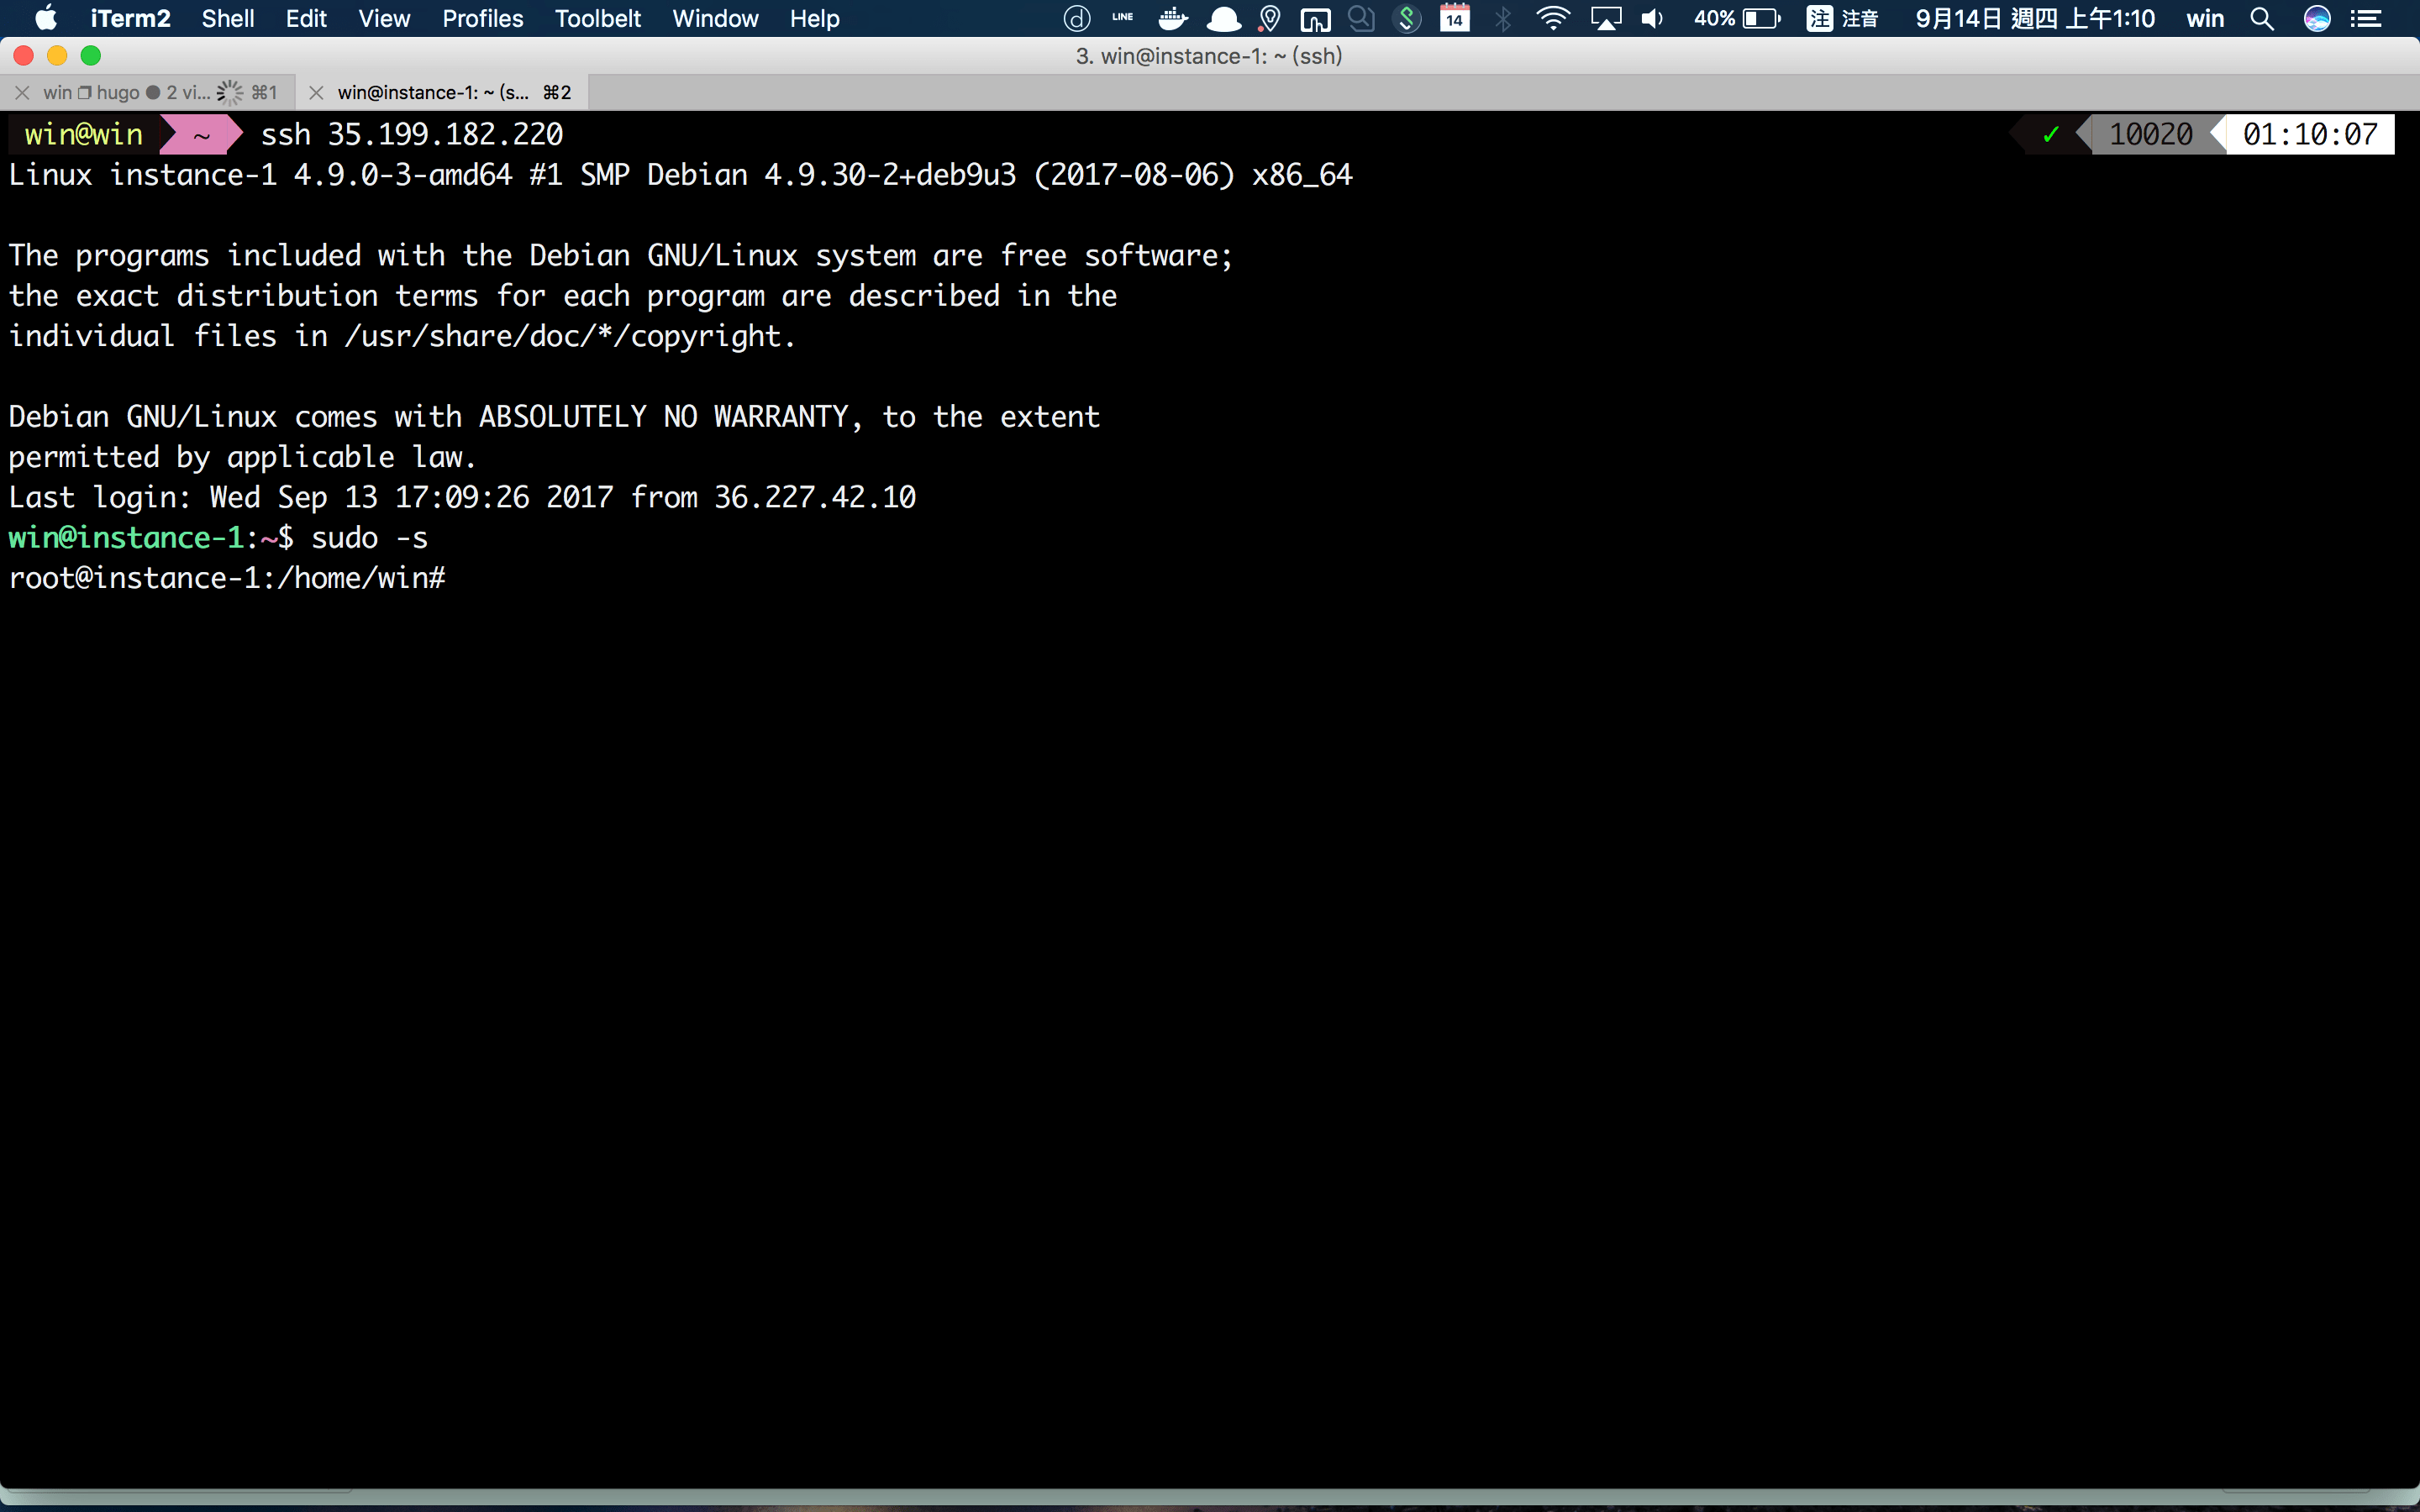 iTerm2 Shell Edit View Profiles Toolbelt Window Help LINE 14 40% 注 注音 9月14日 週四 上午1:10 win
3. win@instance-1: ~ (ssh)
win hugo ● 2 vi... ⌘1 win@instance-1: ~ (s... ⌘2
win@win ~ ssh 35.199.182.220 ✓ 10020 01:10:07
Linux instance-1 4.9.0-3-amd64 #1 SMP Debian 4.9.30-2+deb9u3 (2017-08-06) x86_64
The programs included with the Debian GNU/Linux system are free software;
the exact distribution terms for each program are described in the
individual files in /usr/share/doc/*/copyright.
Debian GNU/Linux comes with ABSOLUTELY NO WARRANTY, to the extent
permitted by applicable law.
Last login: Wed Sep 13 17:09:26 2017 from 36.227.42.10
win@instance-1:~$ sudo -s
root@instance-1:/home/win#